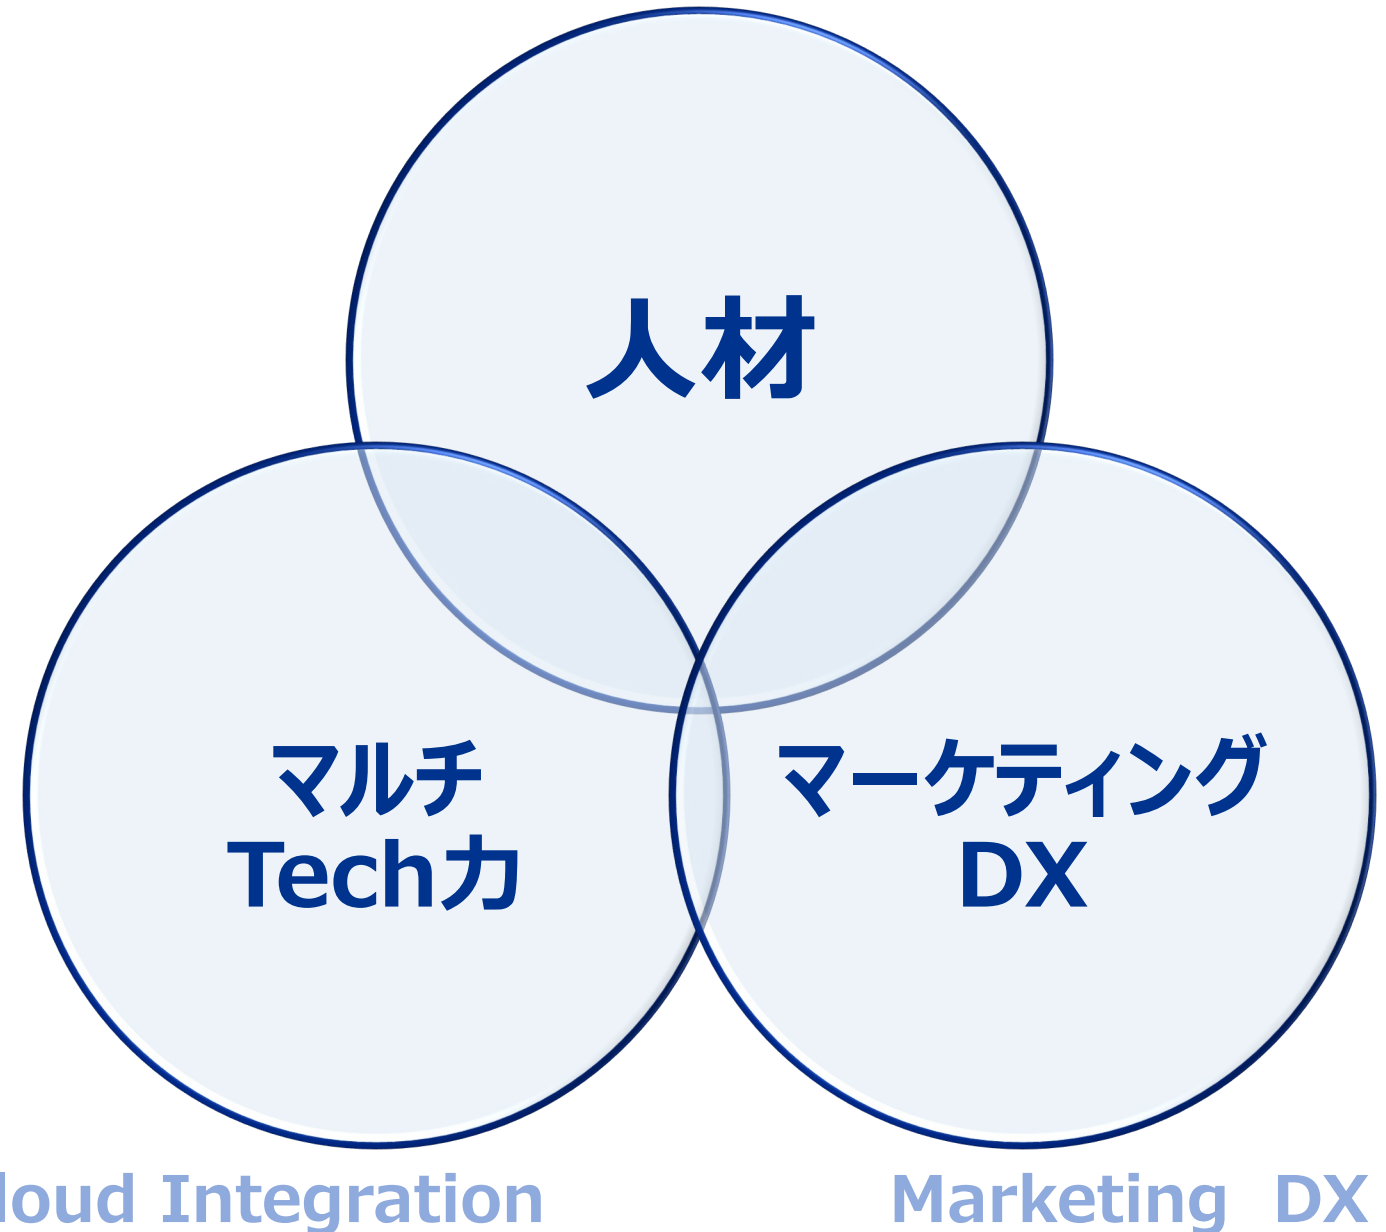 人材
マルチ
Tech力
マーケティング
DX
loud Integration
Marketing DX